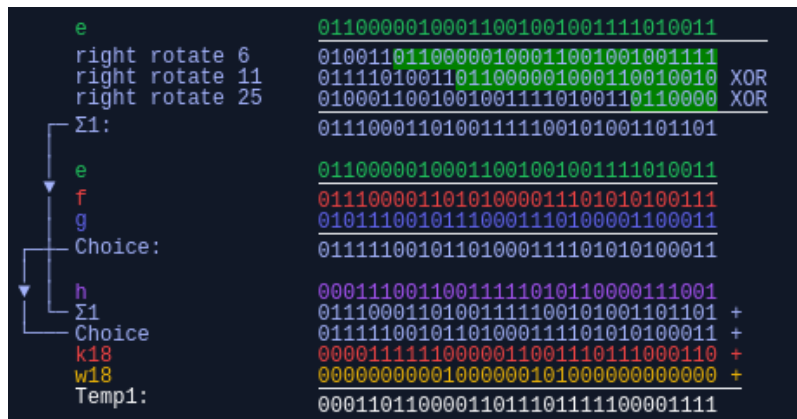 e 01100000100011001001001111010011
right rotate 6 01001101100000100011001001001111
right rotate 11 01111010011011000001000110010010 XOR
right rotate 25 01000110010010011110100110110000 XOR
Σ1: 01110001101001111100101001101101
e 01100000100011001001001111010011
f 01110000110101000011101010100111
g 01011100101110001110100001100011
Choice: 01111100101101000111101010100011
h 00011100110011111010110000111001
Σ1 01110001101001111100101001101101 +
Choice 01111100101101000111101010100011 +
k18 00001111110000011001110111000110 +
w18 00000000001000000101000000000000 +
Temp1: 00011011000011011101111100001111